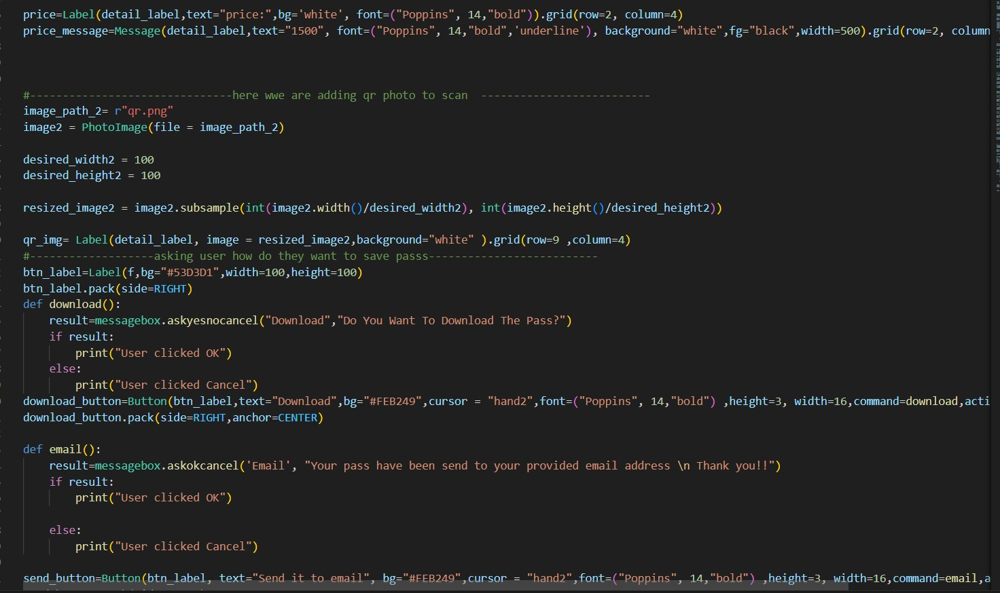 price=Label(detail_label,text="price:",bg='white', font=("Poppins", 14,"bold")).grid(row=2, column=4)
price_message=Message(detail_label,text="1500", font=("Poppins", 14,"bold",'underline'), background="white",fg="black",width=500).grid(row=2, column
#-------------------------------here wwe are adding qr photo to scan  --------------------------
image_path_2= r"qr.png"
image2 = PhotoImage(file = image_path_2)
desired_width2 = 100
desired_height2 = 100
resized_image2 = image2.subsample(int(image2.width()/desired_width2), int(image2.height()/desired_height2))
qr_img= Label(detail_label, image = resized_image2,background="white" ).grid(row=9 ,column=4)
#-------------------asking user how do they want to save passs--------------------------
btn_label=Label(f,bg="#53D3D1",width=100,height=100)
btn_label.pack(side=RIGHT)
def download():
    result=messagebox.askyesnocancel("Download","Do You Want To Download The Pass?")
    if result:
        print("User clicked OK")
    else:
        print("User clicked Cancel")
download_button=Button(btn_label,text="Download",bg="#FEB249",cursor = "hand2",font=("Poppins", 14,"bold") ,height=3, width=16,command=download,acti
download_button.pack(side=RIGHT,anchor=CENTER)
def email():
    result=messagebox.askokcancel('Email', "Your pass have been send to your provided email address \n Thank you!!")
    if result:
        print("User clicked OK")
    else:
        print("User clicked Cancel")
send_button=Button(btn_label, text="Send it to email", bg="#FEB249",cursor = "hand2",font=("Poppins", 14,"bold") ,height=3, width=16,command=email,a